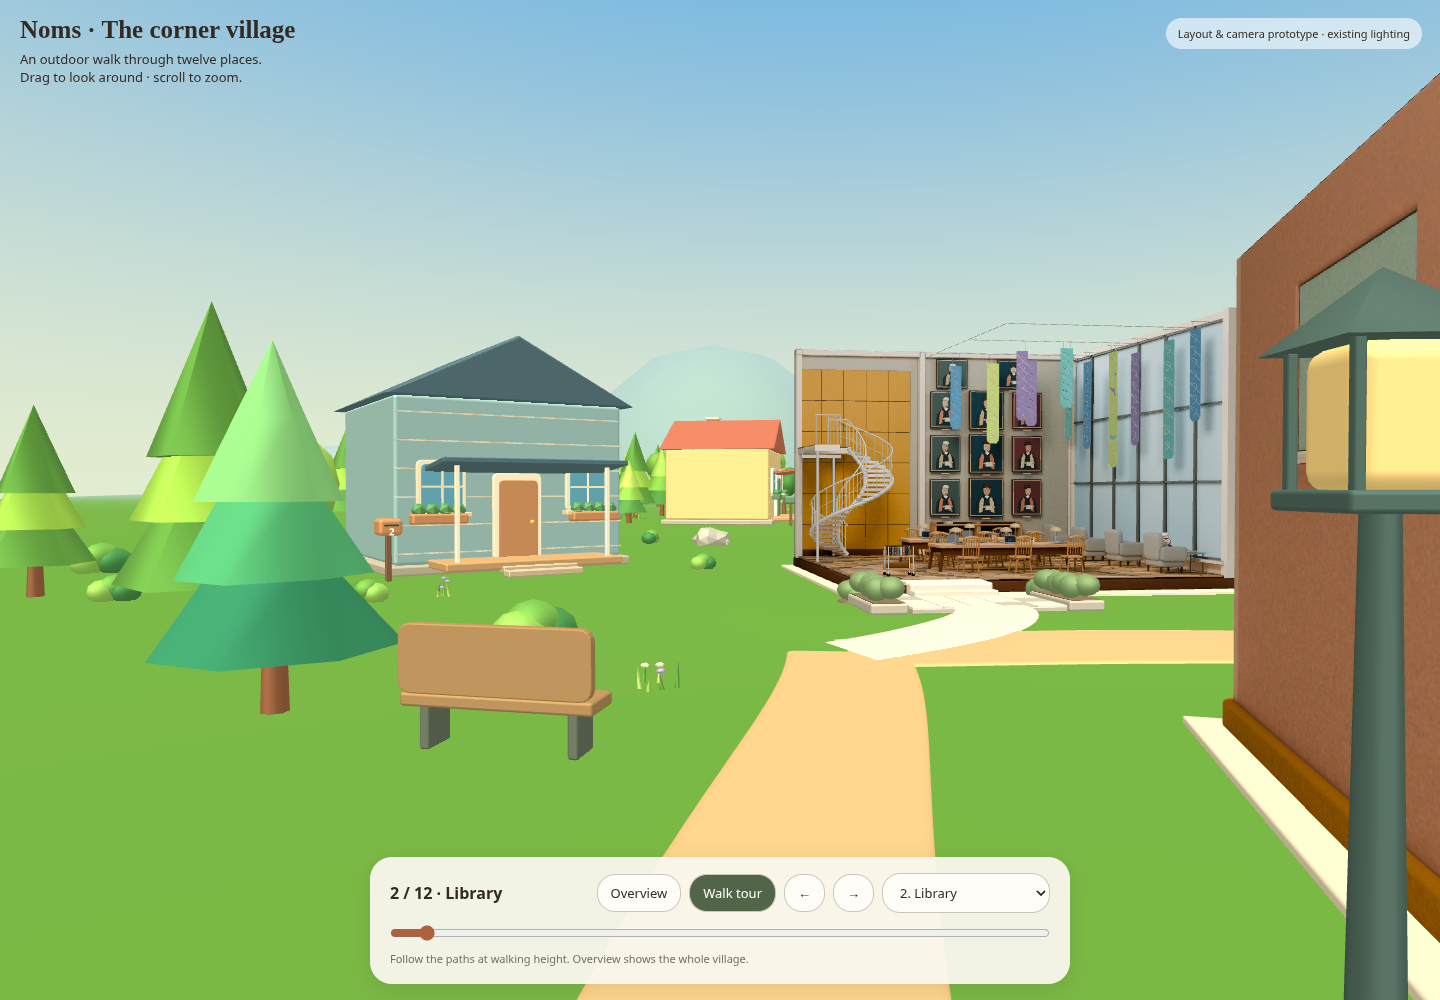 Noms · The corner village
An outdoor walk through twelve places.
Drag to look around · scroll to zoom.
Layout & camera prototype · existing lighting
2
2 / 12 · Library
Overview
Walk tour
←
→
2. Library
Follow the paths at walking height. Overview shows the whole village.